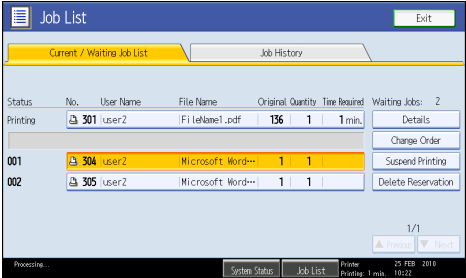 Job List
Exit
Current / Waiting Job List
Job History
Status No. User Name File Name Original Quantity Time Required Waiting Jobs: 2
Printing 301 user2 FileName1.pdf 136 1 1 min. Details
Change Order
001 304 user2 Microsoft Word··· 1 1 Suspend Printing
002 305 user2 Microsoft Word··· 1 1 Delete Reservation
1/1
▲ Previous ▼ Next
Processing... System Status Job List Printer 25 FEB 2010
Printing: 1 min. 10:22